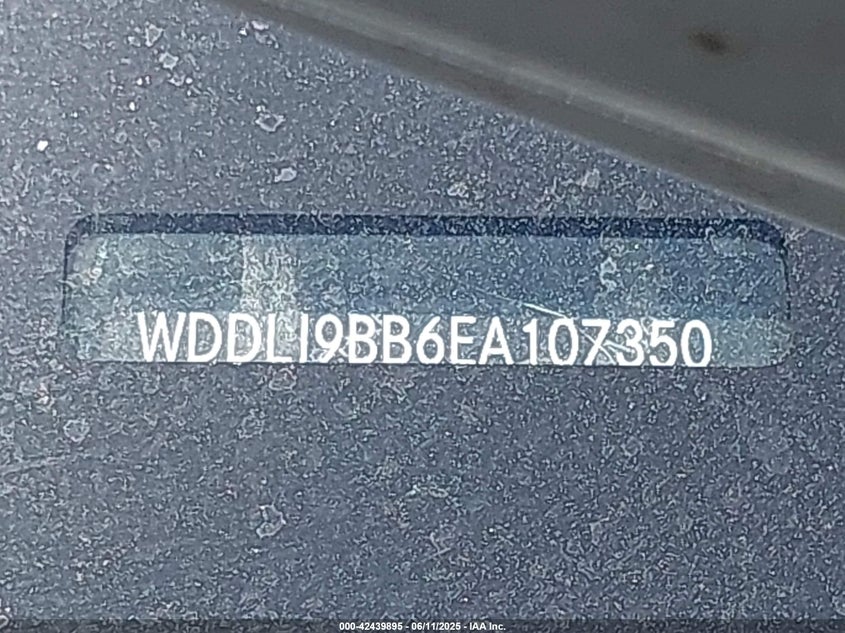 WDDLI9BB6EA107350
000-42439895 - 06/11/2025 - IAA Inc.